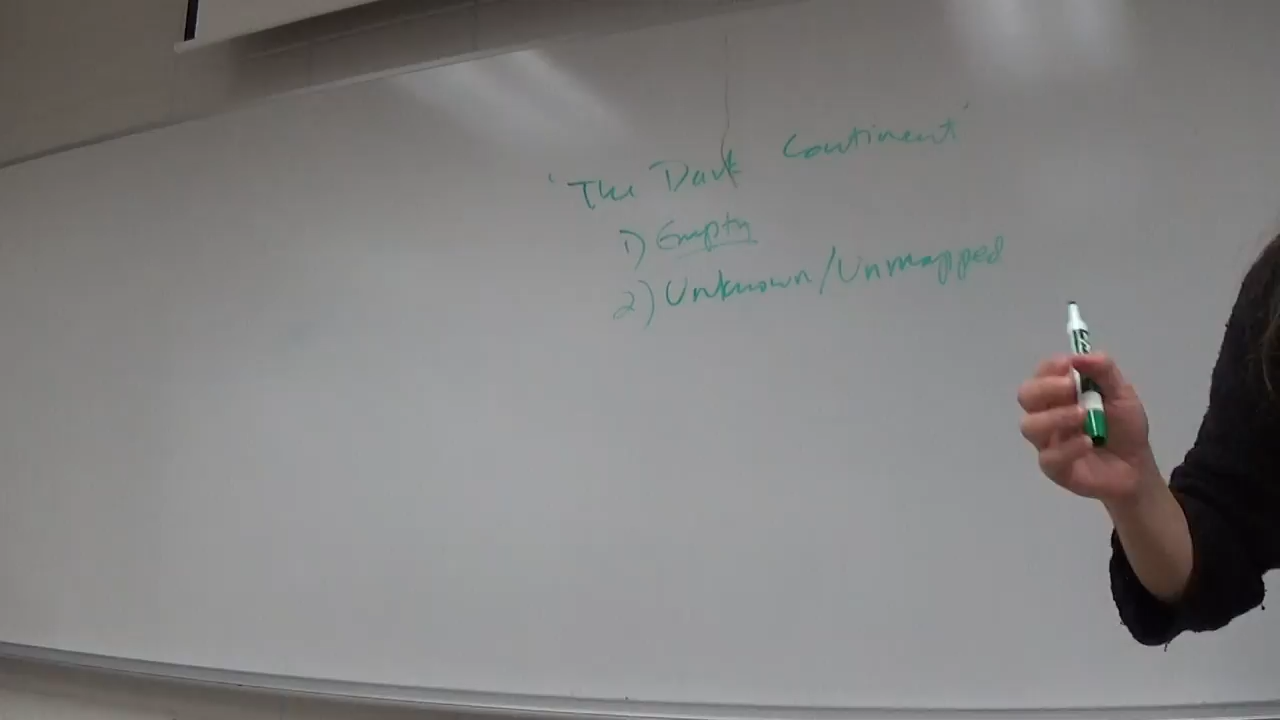 'The Dark Continent'
1) Empty
2) Unknown/Unmapped